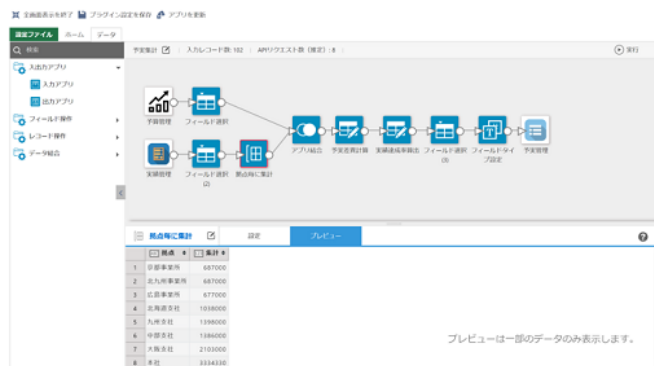 全画面表示を終了 プラグイン設定を保存 アプリを更新
設定ファイル ホーム データ
検索
予実集計 入力レコード数: 102 APIリクエスト数 (推定) : 8
実行
入出力アプリ
入力アプリ
出力アプリ
フィールド操作
レコード操作
データ結合
予算管理 フィールド選択
アプリ結合 予実差異計算 実績達成率算出 フィールド選択 (3) フィールドタイプ設定 予実管理
実績管理 フィールド選択 (2) 拠点毎に集計
拠点毎に集計 設定 プレビュー
拠点 集計
1 京都事業所 687000
2 北九州事業所 687000
3 広島事業所 677000
4 北海道支社 1038000
5 九州支社 1398000
6 中部支社 1386000
7 大阪支社 2103000
8 本社 3334330
プレビューは一部のデータのみ表示します。